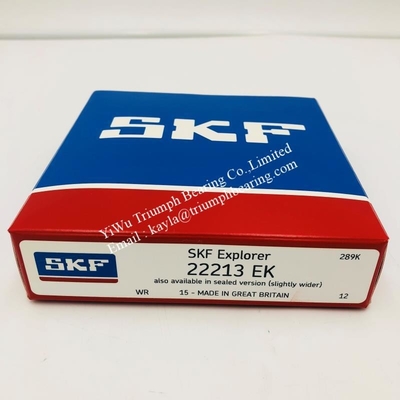 SKF
YiWu Triumph Bearing Co.,Limited
Email : kayla@triumphbearing.com
SKF
SKF Explorer
289K
22213 EK
also available in sealed version (slightly wider)
WR 15 - MADE IN GREAT BRITAIN 12